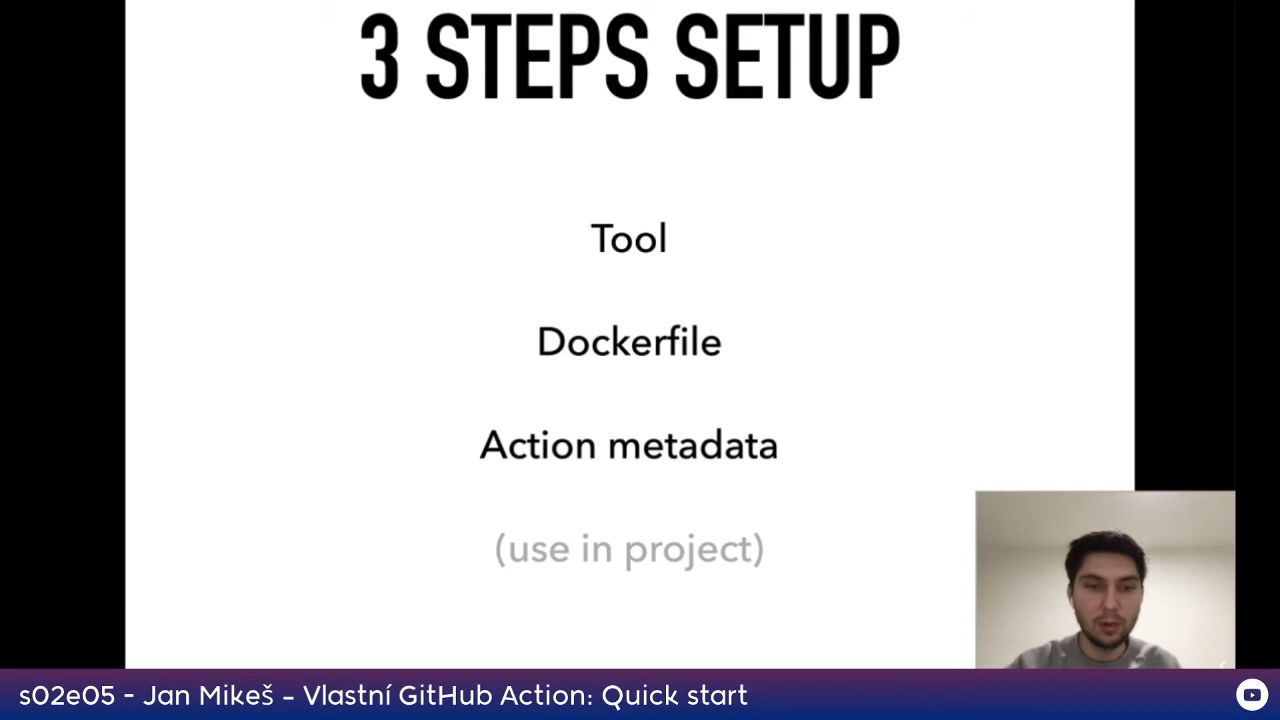 3 STEPS SETUP
Tool
Dockerfile
Action metadata
(use in project)
s02e05 - Jan Mikeš - Vlastní GitHub Action: Quick start